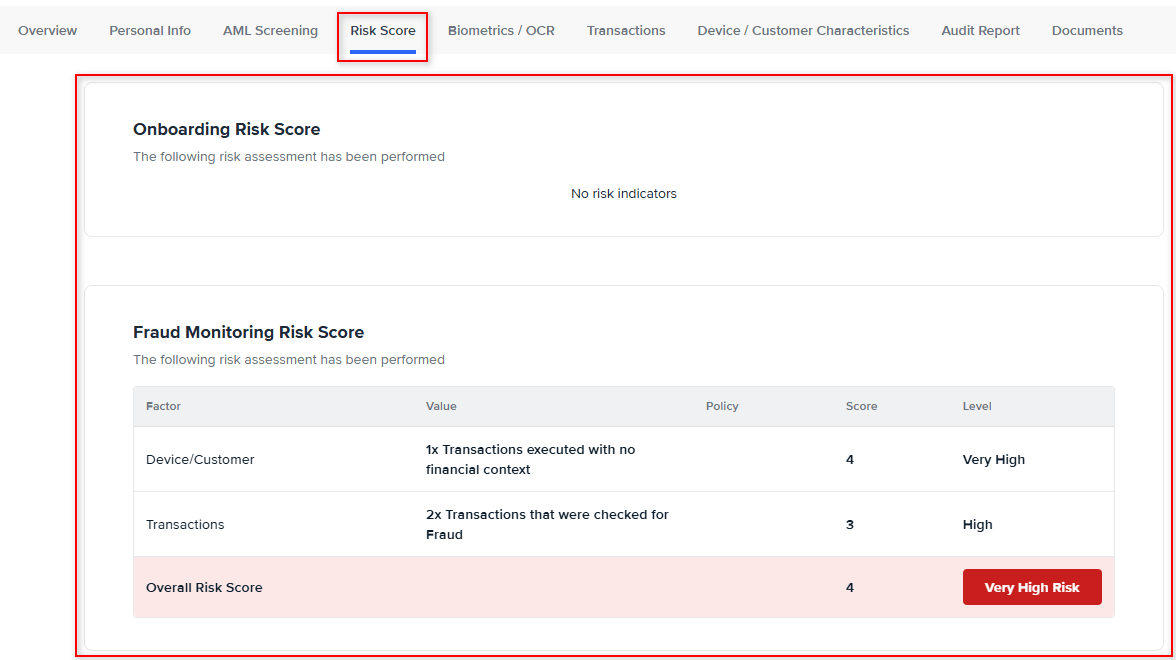 Overview Personal Info AML Screening Risk Score Biometrics / OCR Transactions Device / Customer Characteristics Audit Report Documents
Onboarding Risk Score
The following risk assessment has been performed
No risk indicators
Fraud Monitoring Risk Score
The following risk assessment has been performed
Factor Value Policy Score Level
Device/Customer 1x Transactions executed with no financial context 4 Very High
Transactions 2x Transactions that were checked for Fraud 3 High
Overall Risk Score 4 Very High Risk